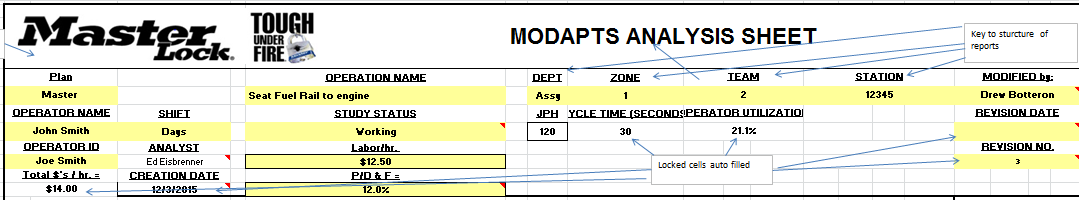 Master Lock®
TOUGH UNDER FIRE
MODAPTS ANALYSIS SHEET
Key to sturcture of reports
Plan
OPERATION NAME
DEPT
ZONE
TEAM
STATION
MODIFIED by:
Master
Seat Fuel Rail to engine
Assy
1
2
12345
Drew Botteron
OPERATOR NAME
SHIFT
STUDY STATUS
JPH
YCLE TIME (SECONDS
PERATOR UTILIZATIO
REVISION DATE
John Smith
Days
Working
120
30
21.1%
OPERATOR ID
ANALYST
Labor/hr.
REVISION NO.
Joe Smith
Ed Eisbrenner
$12.50
Locked cells auto filled
3
Total $'s / hr. =
CREATION DATE
P/D & F =
$14.00
12/3/2015
12.0%